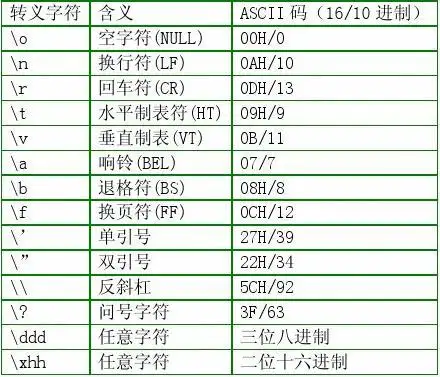 转义字符 含义 ASCII 码（16/10 进制）
\o 空字符(NULL) 00H/0
\n 换行符(LF) 0AH/10
\r 回车符(CR) 0DH/13
\t 水平制表符(HT) 09H/9
\v 垂直制表(VT) 0B/11
\a 响铃(BEL) 07/7
\b 退格符(BS) 08H/8
\f 换页符(FF) 0CH/12
\’ 单引号 27H/39
\” 双引号 22H/34
\\ 反斜杠 5CH/92
\? 问号字符 3F/63
\ddd 任意字符 三位八进制
\xhh 任意字符 二位十六进制